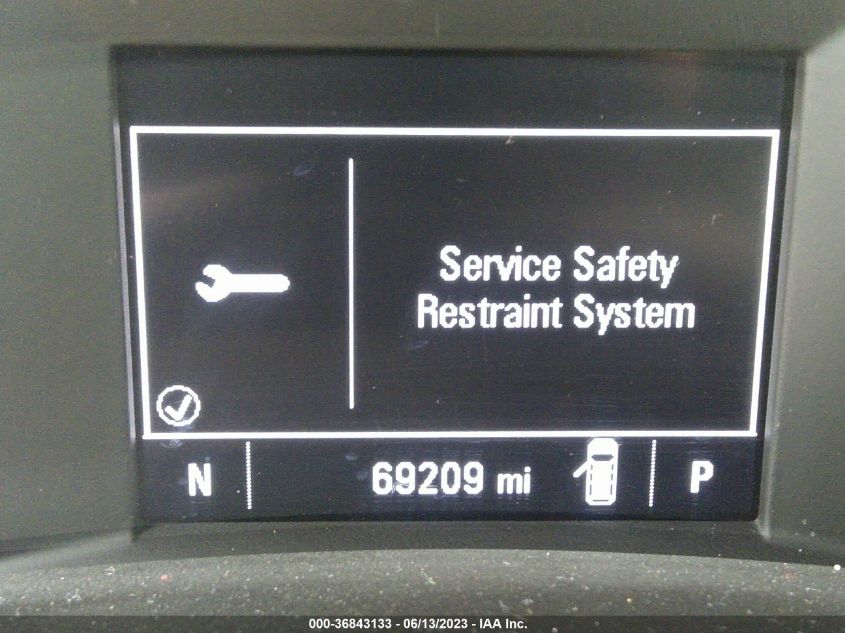 Service Safety
Restraint System
N 69209 mi P
000-36843133 - 06/13/2023 - IAA Inc.